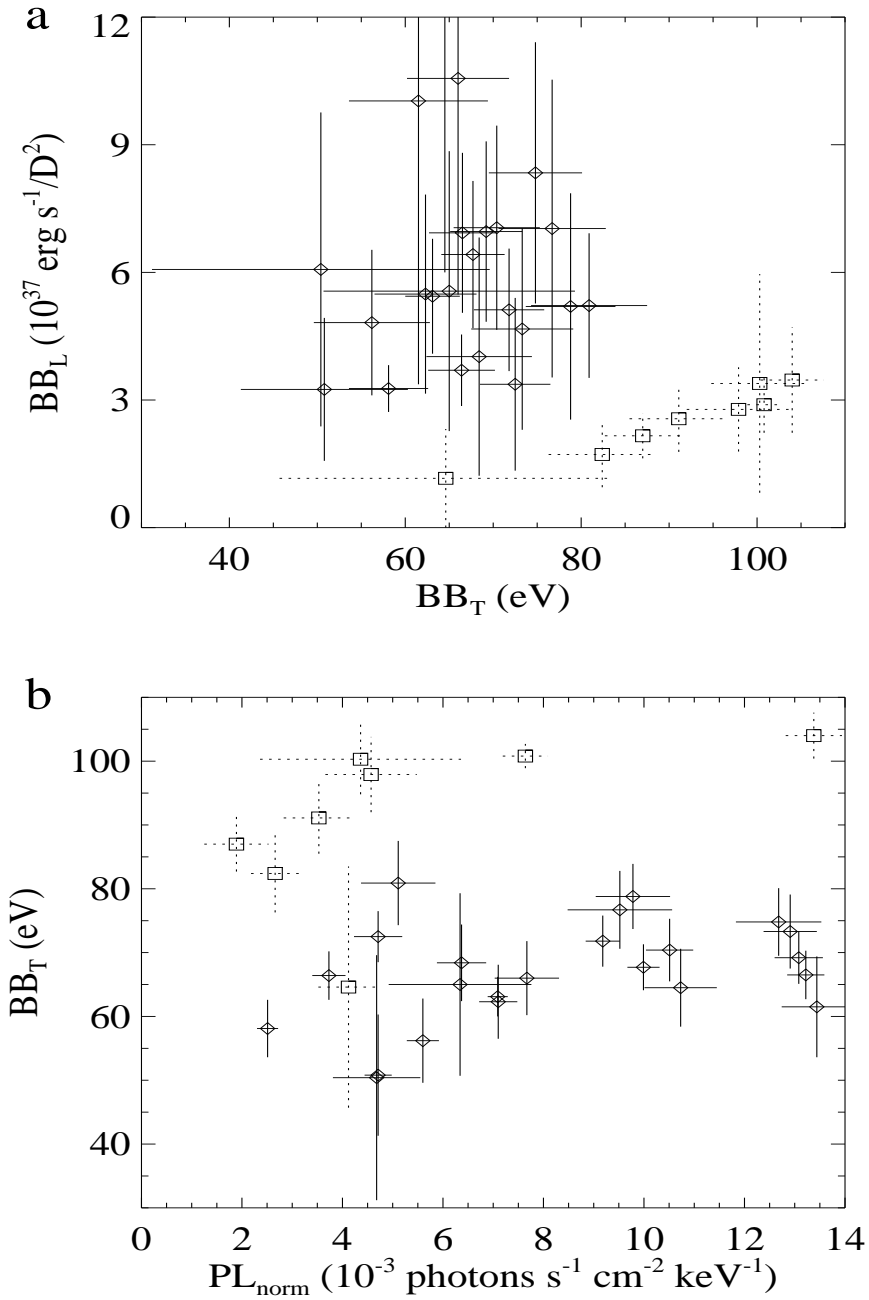 a
12
9
6
3
0
BB_L (10^37 erg s^-1/D^2)
40 60 80 100
BB_T (eV)
b
100
80
60
40
BB_T (eV)
0 2 4 6 8 10 12 14
PL_norm (10^-3 photons s^-1 cm^-2 keV^-1)